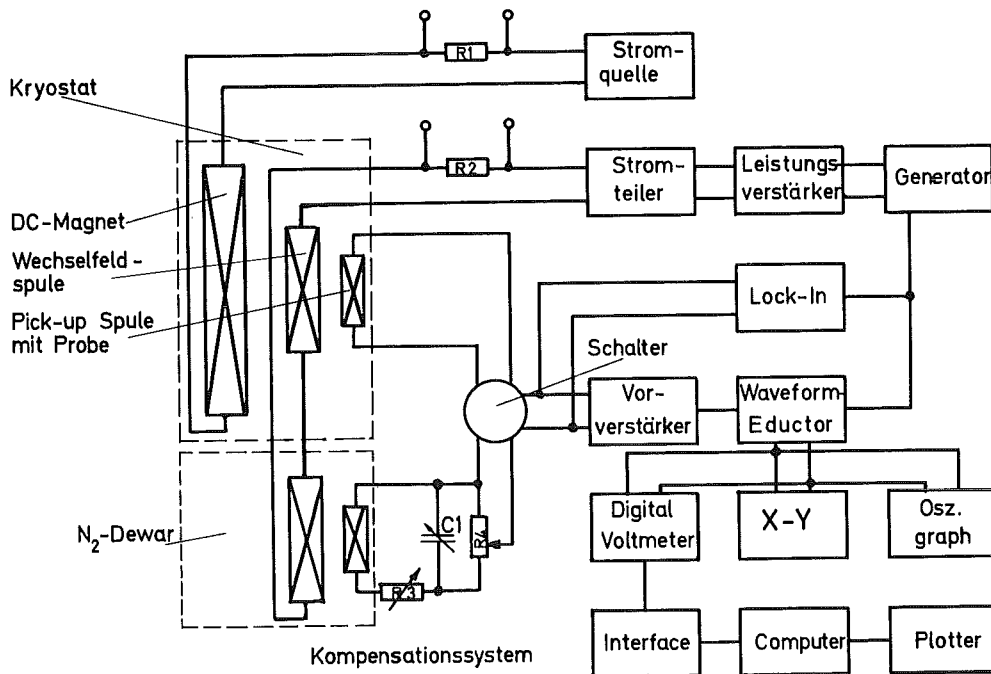 R1
Strom-
quelle
Kryostat
R2
Strom-
teiler
Leistungs
verstärker
Generator
DC-Magnet
Wechselfeld-
spule
Pick-up Spule
mit Probe
Lock-In
Schalter
Vor-
verstärker
Waveform-
Eductor
N2-Dewar
C1
R4
R3
Digital
Voltmeter
X-Y
Osz.
graph
Kompensationssystem
Interface
Computer
Plotter